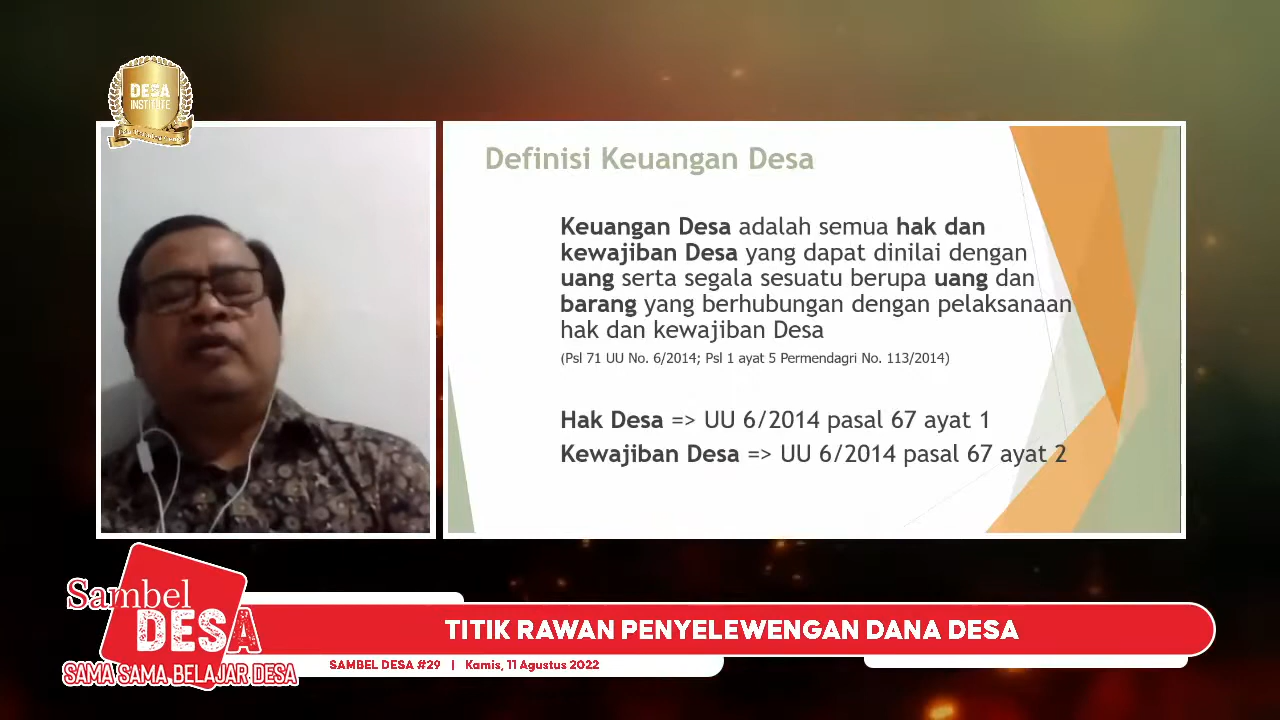 DESA
INSTITUTE
Definisi Keuangan Desa
Keuangan Desa adalah semua hak dan
kewajiban Desa yang dapat dinilai dengan
uang serta segala sesuatu berupa uang dan
barang yang berhubungan dengan pelaksanaan
hak dan kewajiban Desa
(Psl 71 UU No. 6/2014; Psl 1 ayat 5 Permendagri No. 113/2014)
Hak Desa => UU 6/2014 pasal 67 ayat 1
Kewajiban Desa => UU 6/2014 pasal 67 ayat 2
Sambel
DESA
SAMA SAMA BELAJAR DESA
TITIK RAWAN PENYELEWENGAN DANA DESA
SAMBEL DESA #29 | Kamis, 11 Agustus 2022